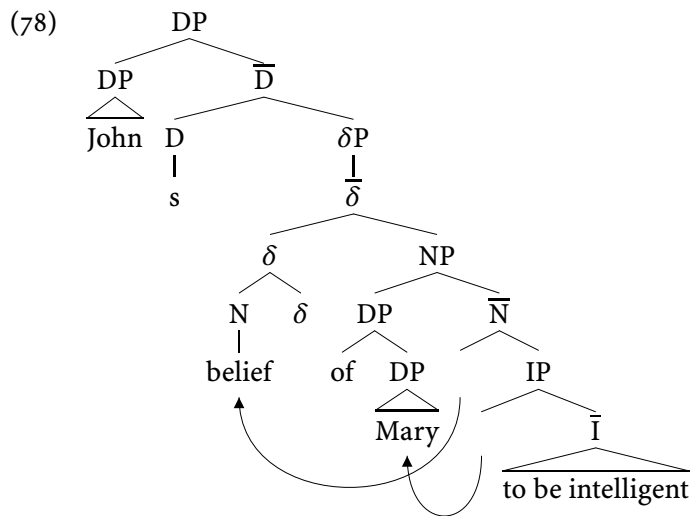 (78) DP
DP D̅
John D δP
s δ̅
δ NP
N δ DP N̅
belief of DP IP
Mary I̅
to be intelligent